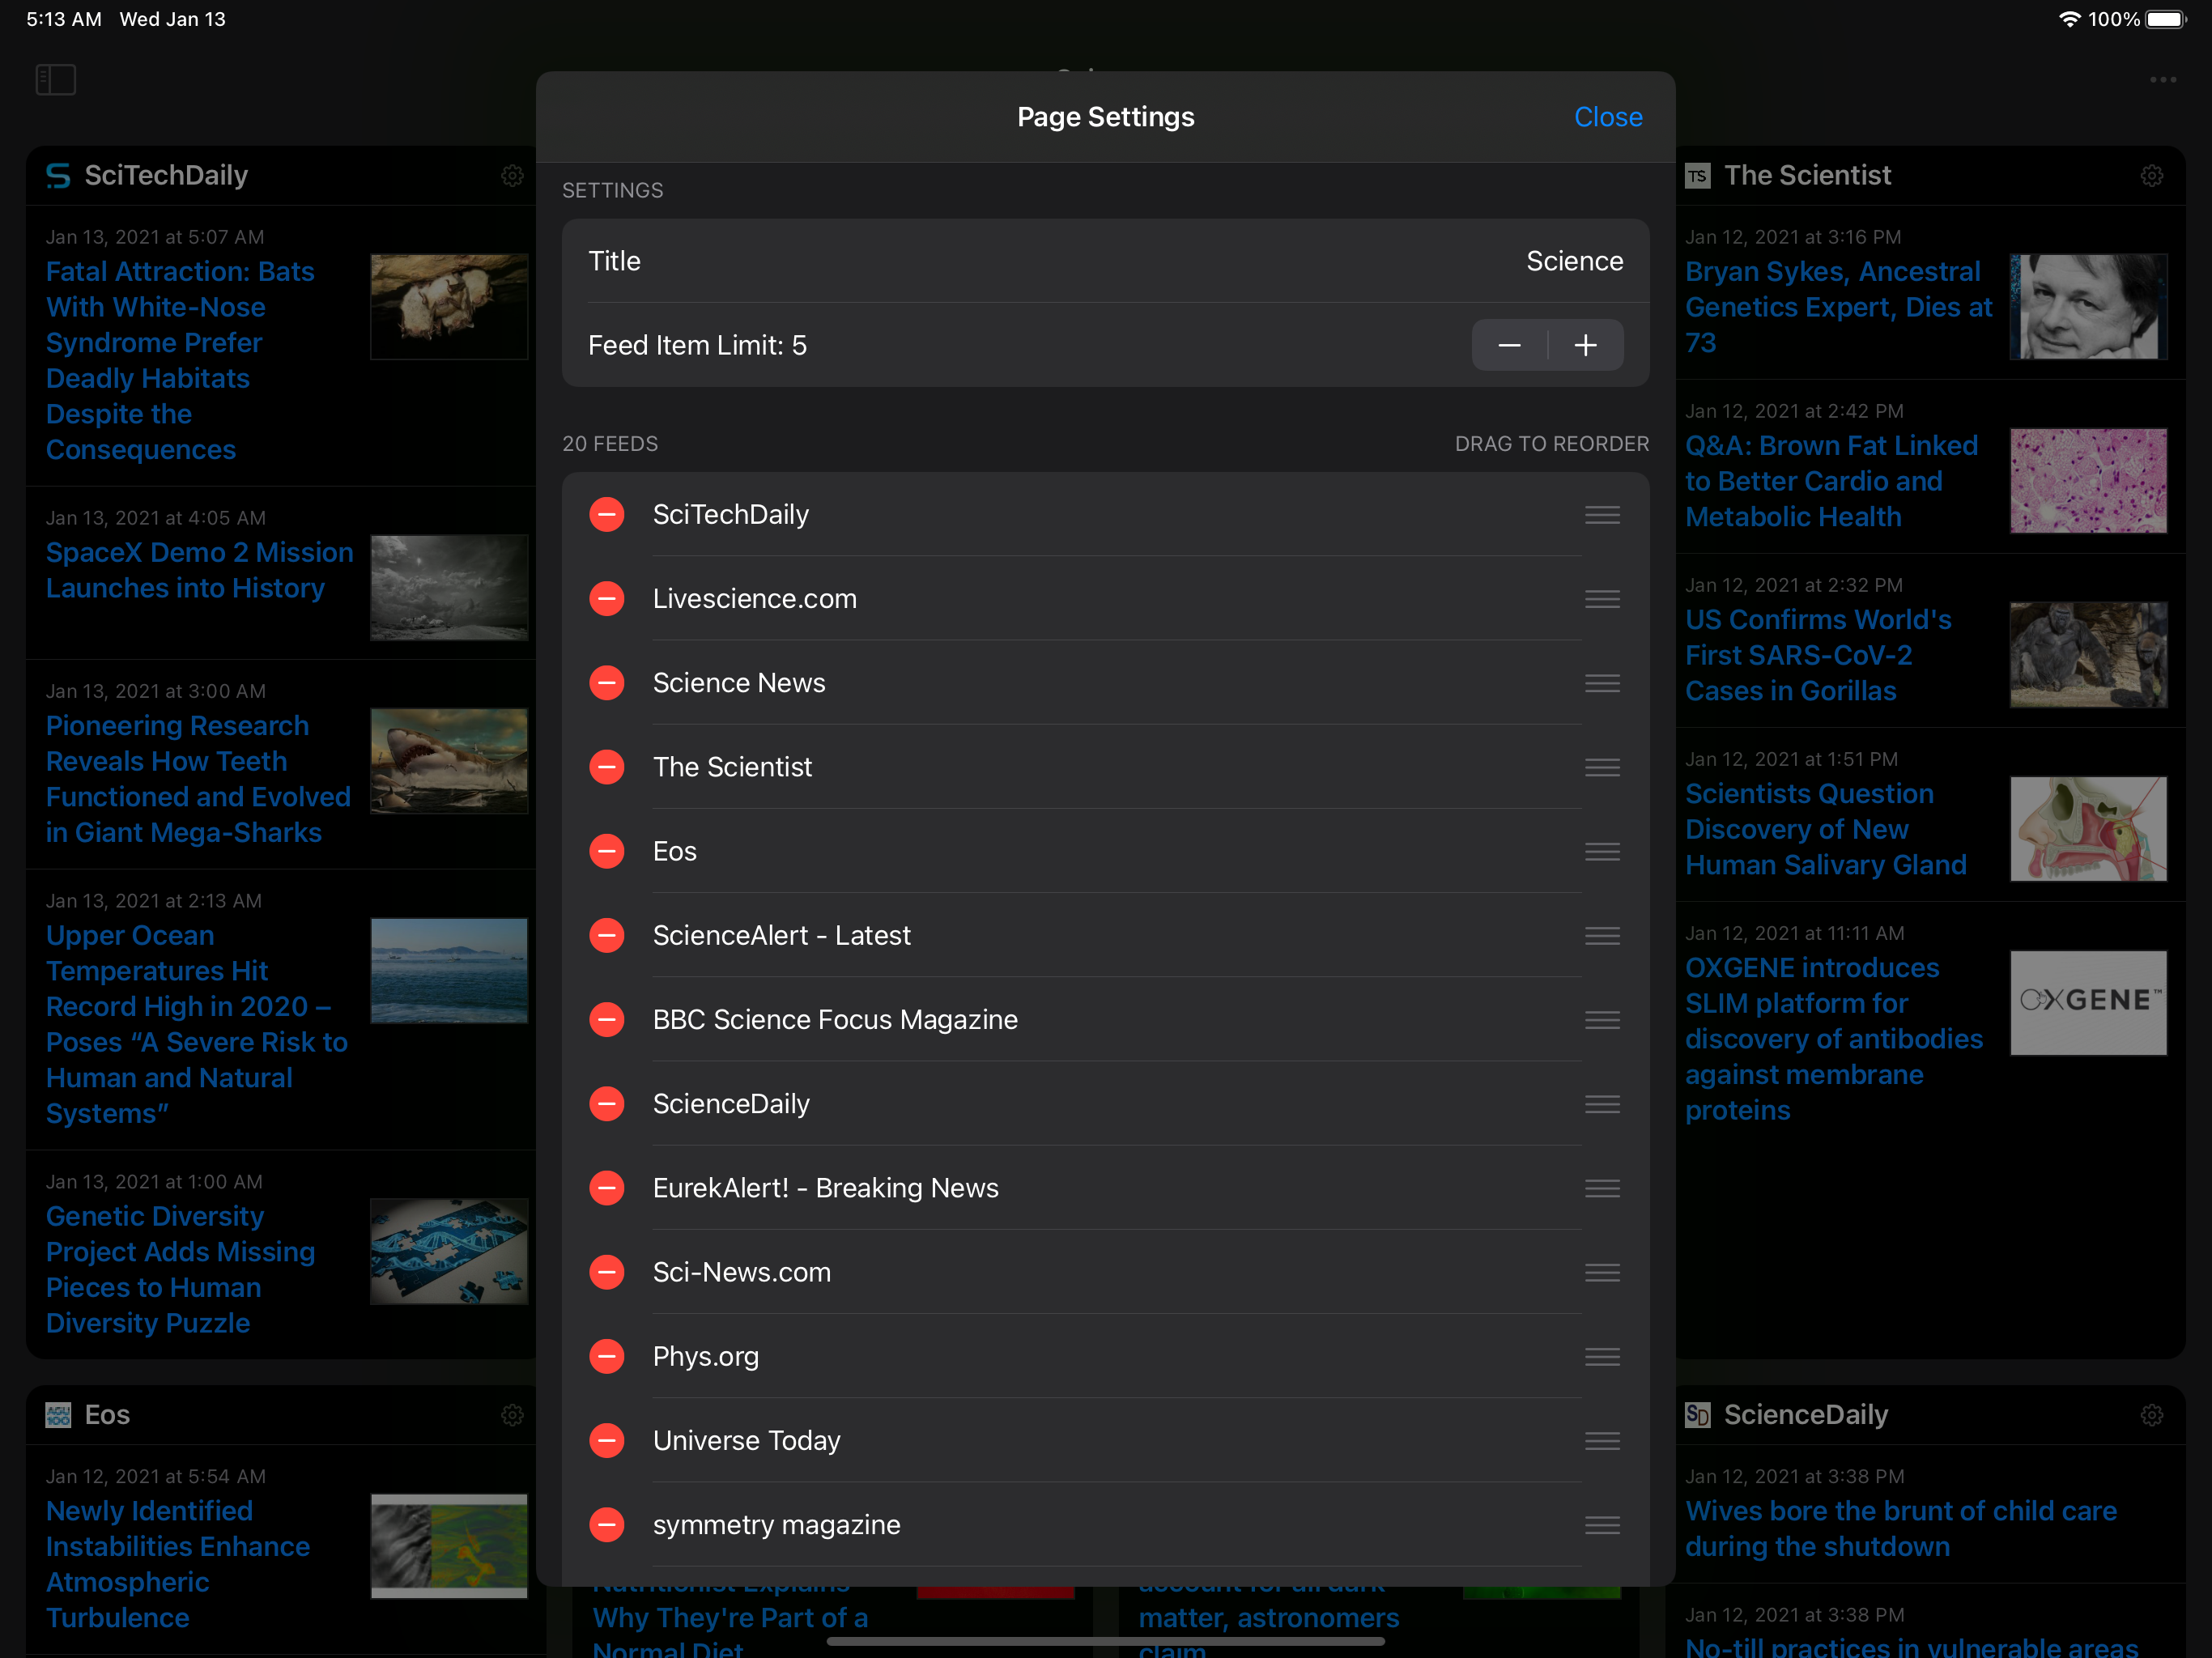 5:13 AM Wed Jan 13
100%
Page Settings
Close
SETTINGS
Title
Science
Feed Item Limit: 5
20 FEEDS
DRAG TO REORDER
SciTechDaily
Livescience.com
Science News
The Scientist
Eos
ScienceAlert - Latest
BBC Science Focus Magazine
ScienceDaily
EurekAlert! - Breaking News
Sci-News.com
Phys.org
Universe Today
symmetry magazine
SciTechDaily
Jan 13, 2021 at 5:07 AM
Fatal Attraction: Bats
With White-Nose
Syndrome Prefer
Deadly Habitats
Despite the
Consequences
Jan 13, 2021 at 4:05 AM
SpaceX Demo 2 Mission
Launches into History
Jan 13, 2021 at 3:00 AM
Pioneering Research
Reveals How Teeth
Functioned and Evolved
in Giant Mega-Sharks
Jan 13, 2021 at 2:13 AM
Upper Ocean
Temperatures Hit
Record High in 2020 –
Poses “A Severe Risk to
Human and Natural
Systems”
Jan 13, 2021 at 1:00 AM
Genetic Diversity
Project Adds Missing
Pieces to Human
Diversity Puzzle
AGU
100
Eos
Jan 12, 2021 at 5:54 AM
Newly Identified
Instabilities Enhance
Atmospheric
Turbulence
Nutritionist Explains
Why They're Part of a
Normal Diet
account for all dark
matter, astronomers
claim
TS
The Scientist
Jan 12, 2021 at 3:16 PM
Bryan Sykes, Ancestral
Genetics Expert, Dies at
73
Jan 12, 2021 at 2:42 PM
Q&A: Brown Fat Linked
to Better Cardio and
Metabolic Health
Jan 12, 2021 at 2:32 PM
US Confirms World's
First SARS-CoV-2
Cases in Gorillas
Jan 12, 2021 at 1:51 PM
Scientists Question
Discovery of New
Human Salivary Gland
Jan 12, 2021 at 11:11 AM
OXGENE introduces
SLIM platform for
discovery of antibodies
against membrane
proteins
OXGENE™
SD
ScienceDaily
Jan 12, 2021 at 3:38 PM
Wives bore the brunt of child care
during the shutdown
Jan 12, 2021 at 3:38 PM
No-till practices in vulnerable areas